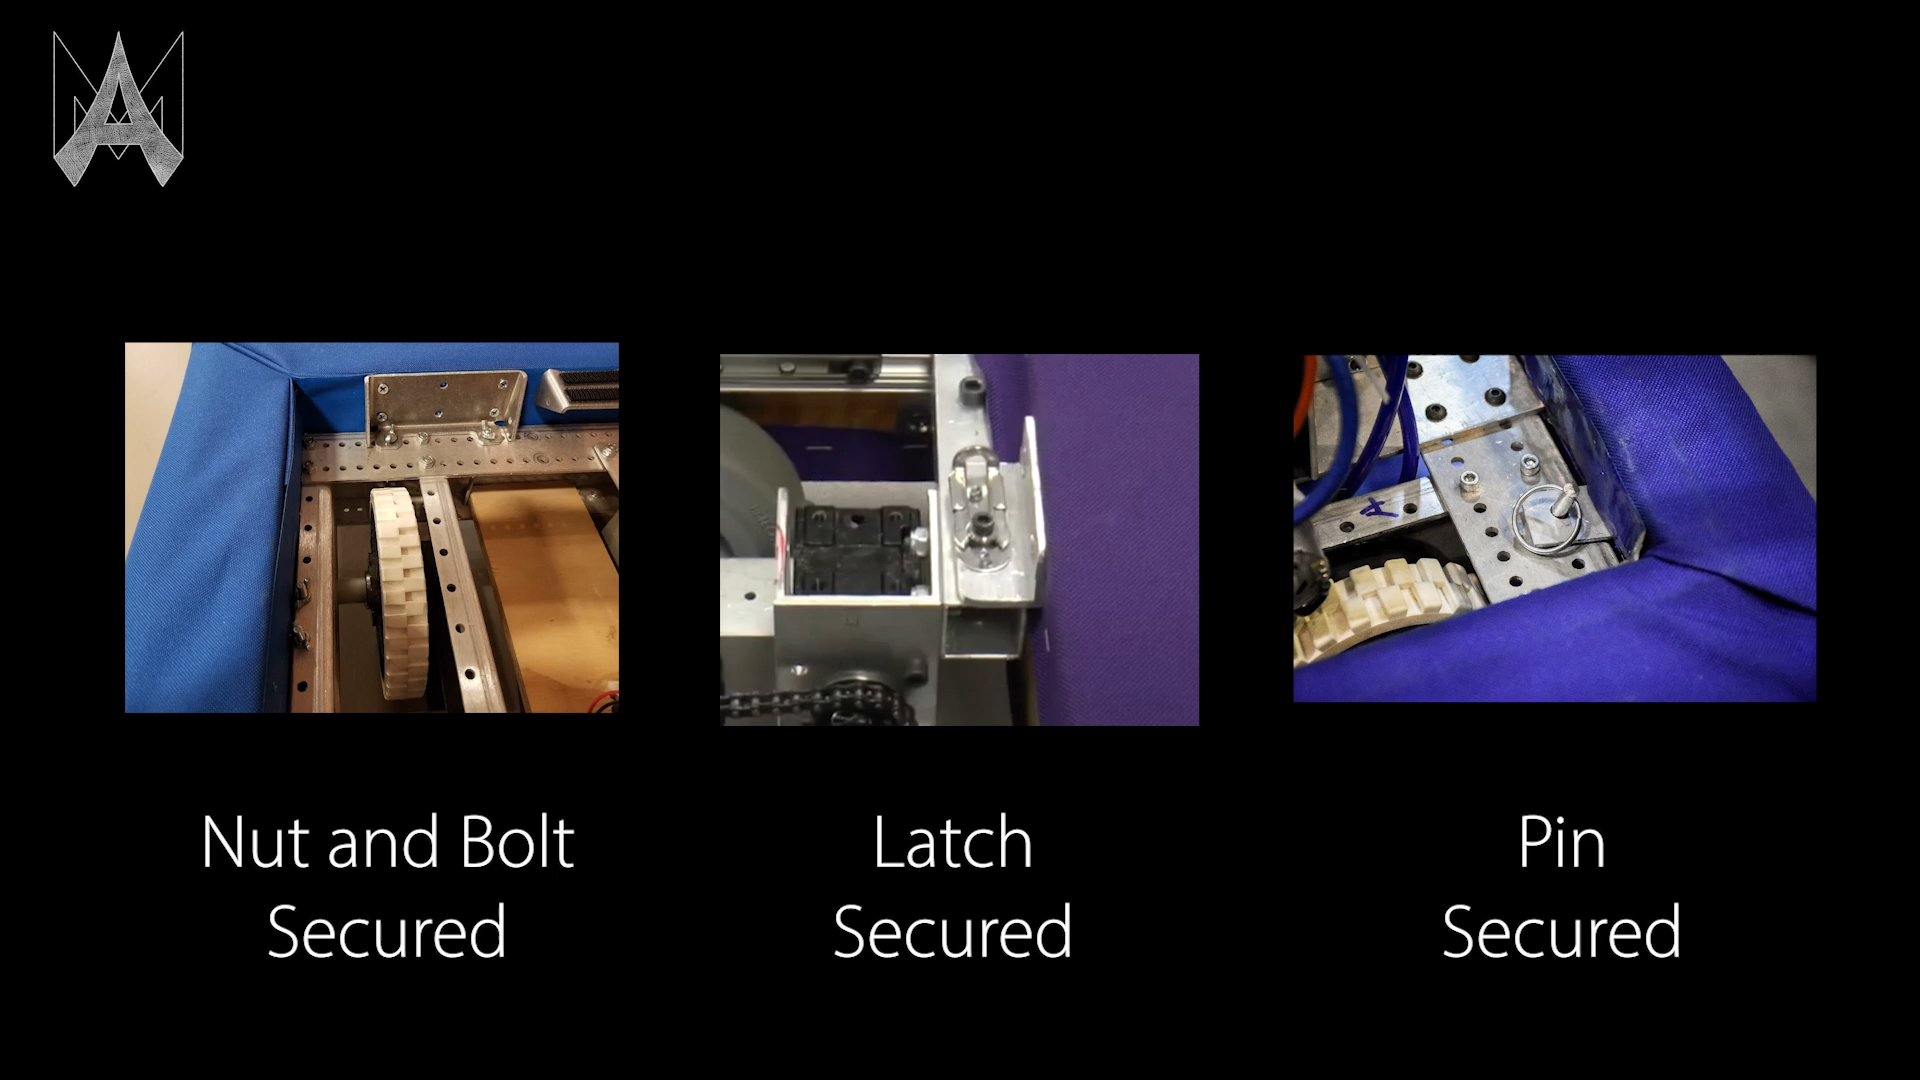 Nut and Bolt
Secured
Latch
Secured
Pin
Secured
A